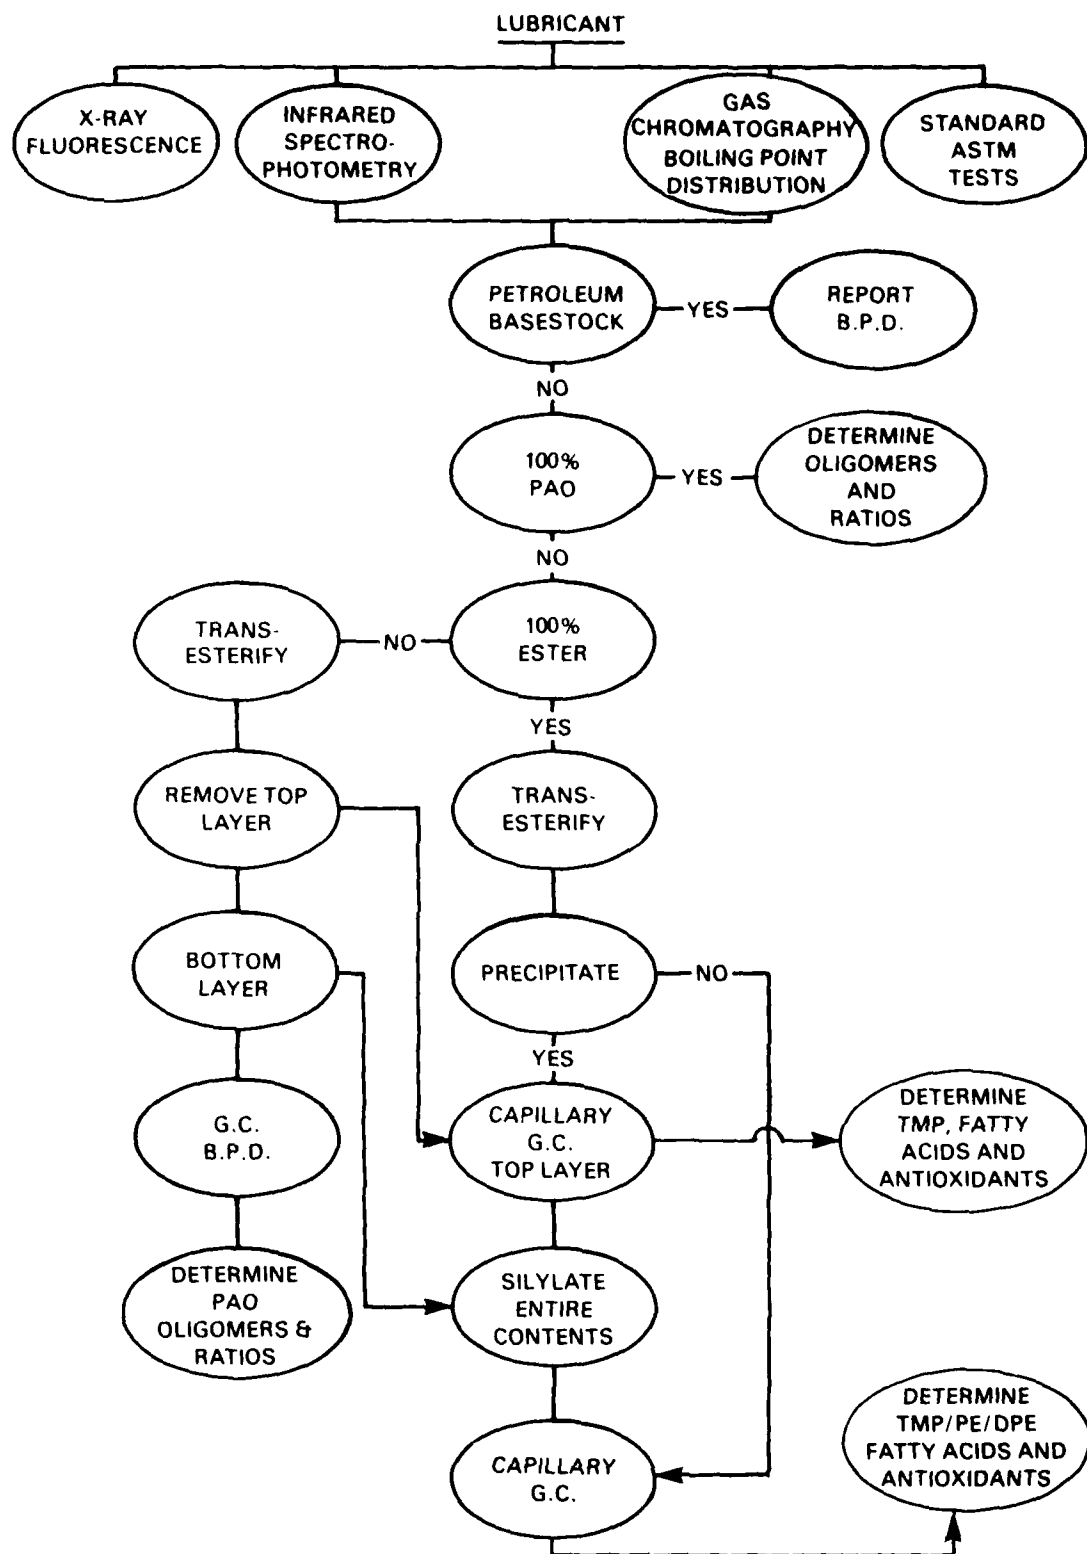 LUBRICANT
X-RAY
FLUORESCENCE
INFRARED
SPECTRO-
PHOTOMETRY
GAS
CHROMATOGRAPHY
BOILING POINT
DISTRIBUTION
STANDARD
ASTM
TESTS
PETROLEUM
BASESTOCK
YES
REPORT
B.P.D.
NO
100%
PAO
YES
DETERMINE
OLIGOMERS
AND
RATIOS
NO
100%
ESTER
NO
TRANS-
ESTERIFY
YES
REMOVE TOP
LAYER
TRANS-
ESTERIFY
BOTTOM
LAYER
PRECIPITATE
NO
YES
G.C.
B.P.D.
CAPILLARY
G.C.
TOP LAYER
DETERMINE
TMP, FATTY
ACIDS AND
ANTIOXIDANTS
DETERMINE
PAO
OLIGOMERS &
RATIOS
SILYLATE
ENTIRE
CONTENTS
CAPILLARY
G.C.
DETERMINE
TMP/PE/DPE
FATTY ACIDS AND
ANTIOXIDANTS